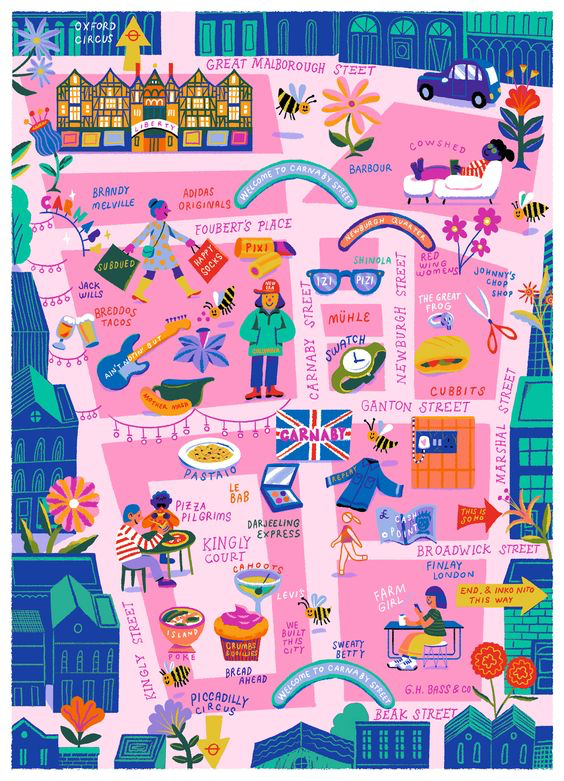 OXFORD
CIRCUS
GREAT MALBOROUGH STEET
LIBERTY
COWSHED
BARBOUR
WELCOME TO CARNABY STREET
BRANDY
MELVILLE
ADIDAS
ORIGINALS
CARNABY
FOUBERT'S PLACE
NEWBURGH QUARTER
SUBDUED
HAPPY
SOCKS
PIXI
SHINOLA
RED
WING
WOMENS
JACK
WILLS
IZI
PIZI
NEWBURGH STREET
JOHNNY'S
CHOP
SHOP
NEW
ERA
CARNABY STREET
THE GREAT
FROG
BREDDOS
TACOS
MÜHLE
AIN'T NOTHIN' BUT
COLUMBIA
SWATCH
MOTHER MASH
CUBBITS
MARSHAL STREET
GANTON STREET
CARNABY
PASTAIO
LE
BAB
REPLAY
PIZZA
PILGRIMS
DARJEELING
EXPRESS
£ CASH
POINT
THIS IS
SOHO
KINGLY
COURT
BROADWICK STREET
CAHOOTS
FINLAY
LONDON
LEVI'S
FARM
GIRL
END. & INKO NITO
THIS WAY
KINGLY STREET
ISLAND
POKE
CRUMBS
& DOILIES
WE
BUILT
THIS
CITY
SWEATY
BETTY
BREAD
AHEAD
WELCOME TO CARNABY STREET
G.H. BASS & CO
PICCADILLY
CIRCUS
BEAK STREET